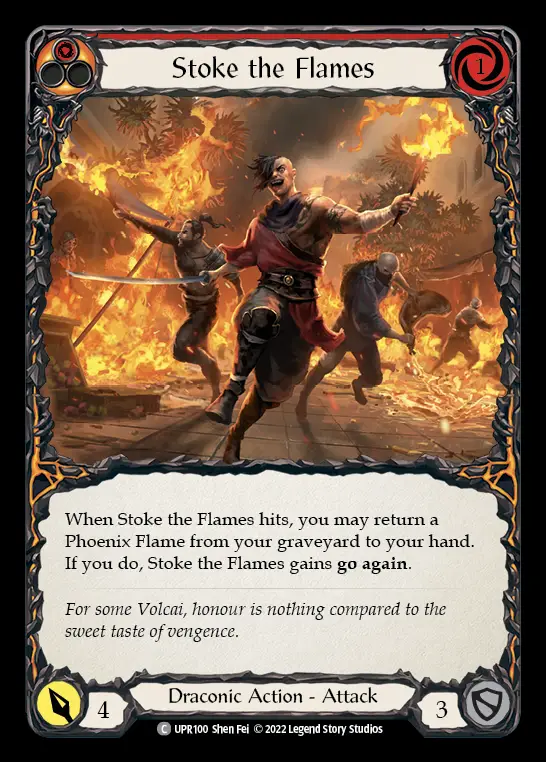 Stoke the Flames
1
When Stoke the Flames hits, you may return a
Phoenix Flame from your graveyard to your hand.
If you do, Stoke the Flames gains go again.
For some Volcai, honour is nothing compared to the
sweet taste of vengence.
4
Draconic Action - Attack
3
C UPR100 Shen Fei © 2022 Legend Story Studios